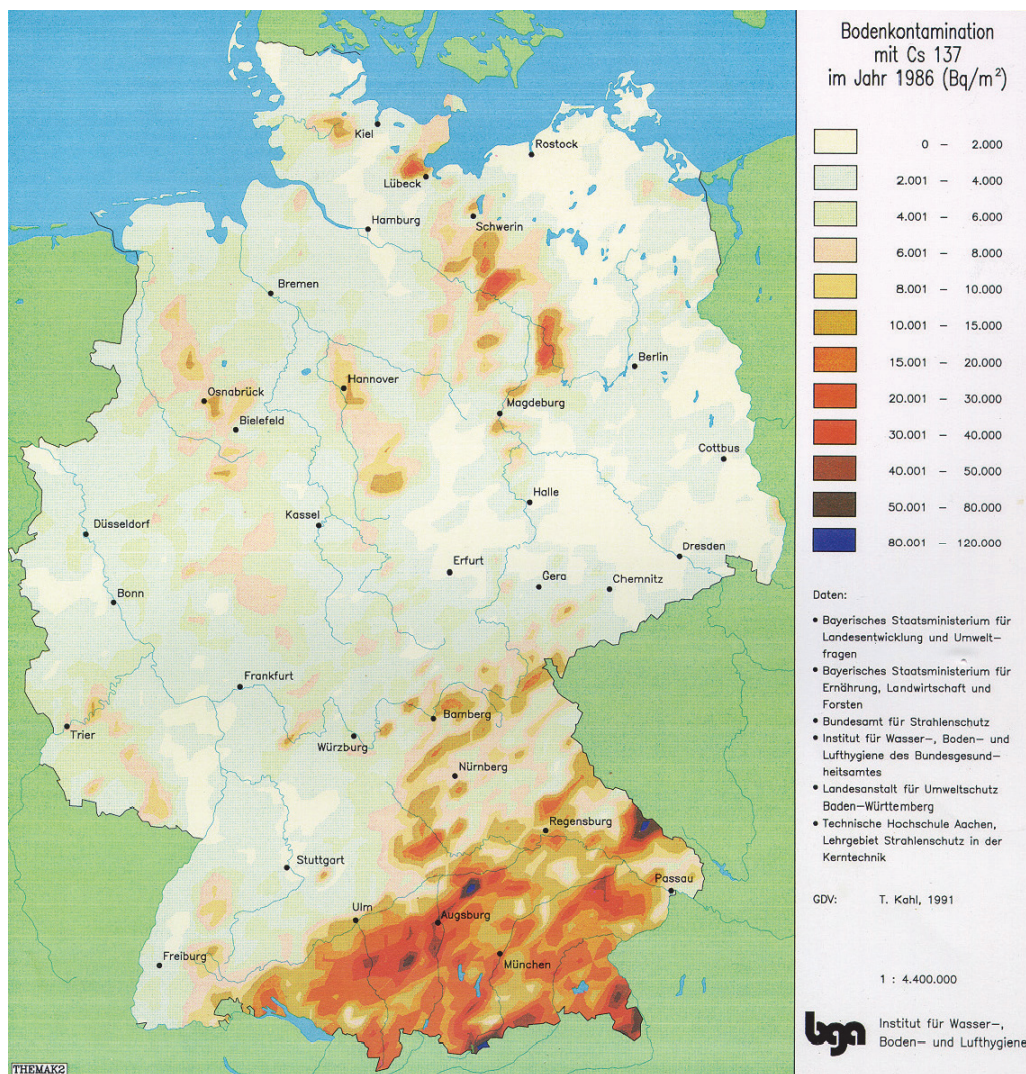 Bodenkontamination
mit Cs 137
im Jahr 1986 (Bq/m²)
0 – 2.000
2.001 – 4.000
4.001 – 6.000
6.001 – 8.000
8.001 – 10.000
10.001 – 15.000
15.001 – 20.000
20.001 – 30.000
30.001 – 40.000
40.001 – 50.000
50.001 – 80.000
80.001 – 120.000
Daten:
• Bayerisches Staatsministerium für
Landesentwicklung und Umwelt-
fragen
• Bayerisches Staatsministerium für
Ernährung, Landwirtschaft und
Forsten
• Bundesamt für Strahlenschutz
• Institut für Wasser-, Boden- und
Lufthygiene des Bundesgesund-
heitsamtes
• Landesanstalt für Umweltschutz
Baden-Württemberg
• Technische Hochschule Aachen,
Lehrgebiet Strahlenschutz in der
Kerntechnik
GDV: T. Kahl, 1991
1 : 4.400.000
bga
Institut für Wasser-,
Boden- und Lufthygiene
Kiel
Rostock
Lübeck
Schwerin
Hamburg
Bremen
Berlin
Hannover
Osnabrück
Magdeburg
Bielefeld
Cottbus
Halle
Kassel
Düsseldorf
Dresden
Erfurt
Gera
Chemnitz
Bonn
Frankfurt
Bamberg
Trier
Würzburg
Nürnberg
Regensburg
Stuttgart
Passau
Ulm
Augsburg
München
Freiburg
THEMAK2